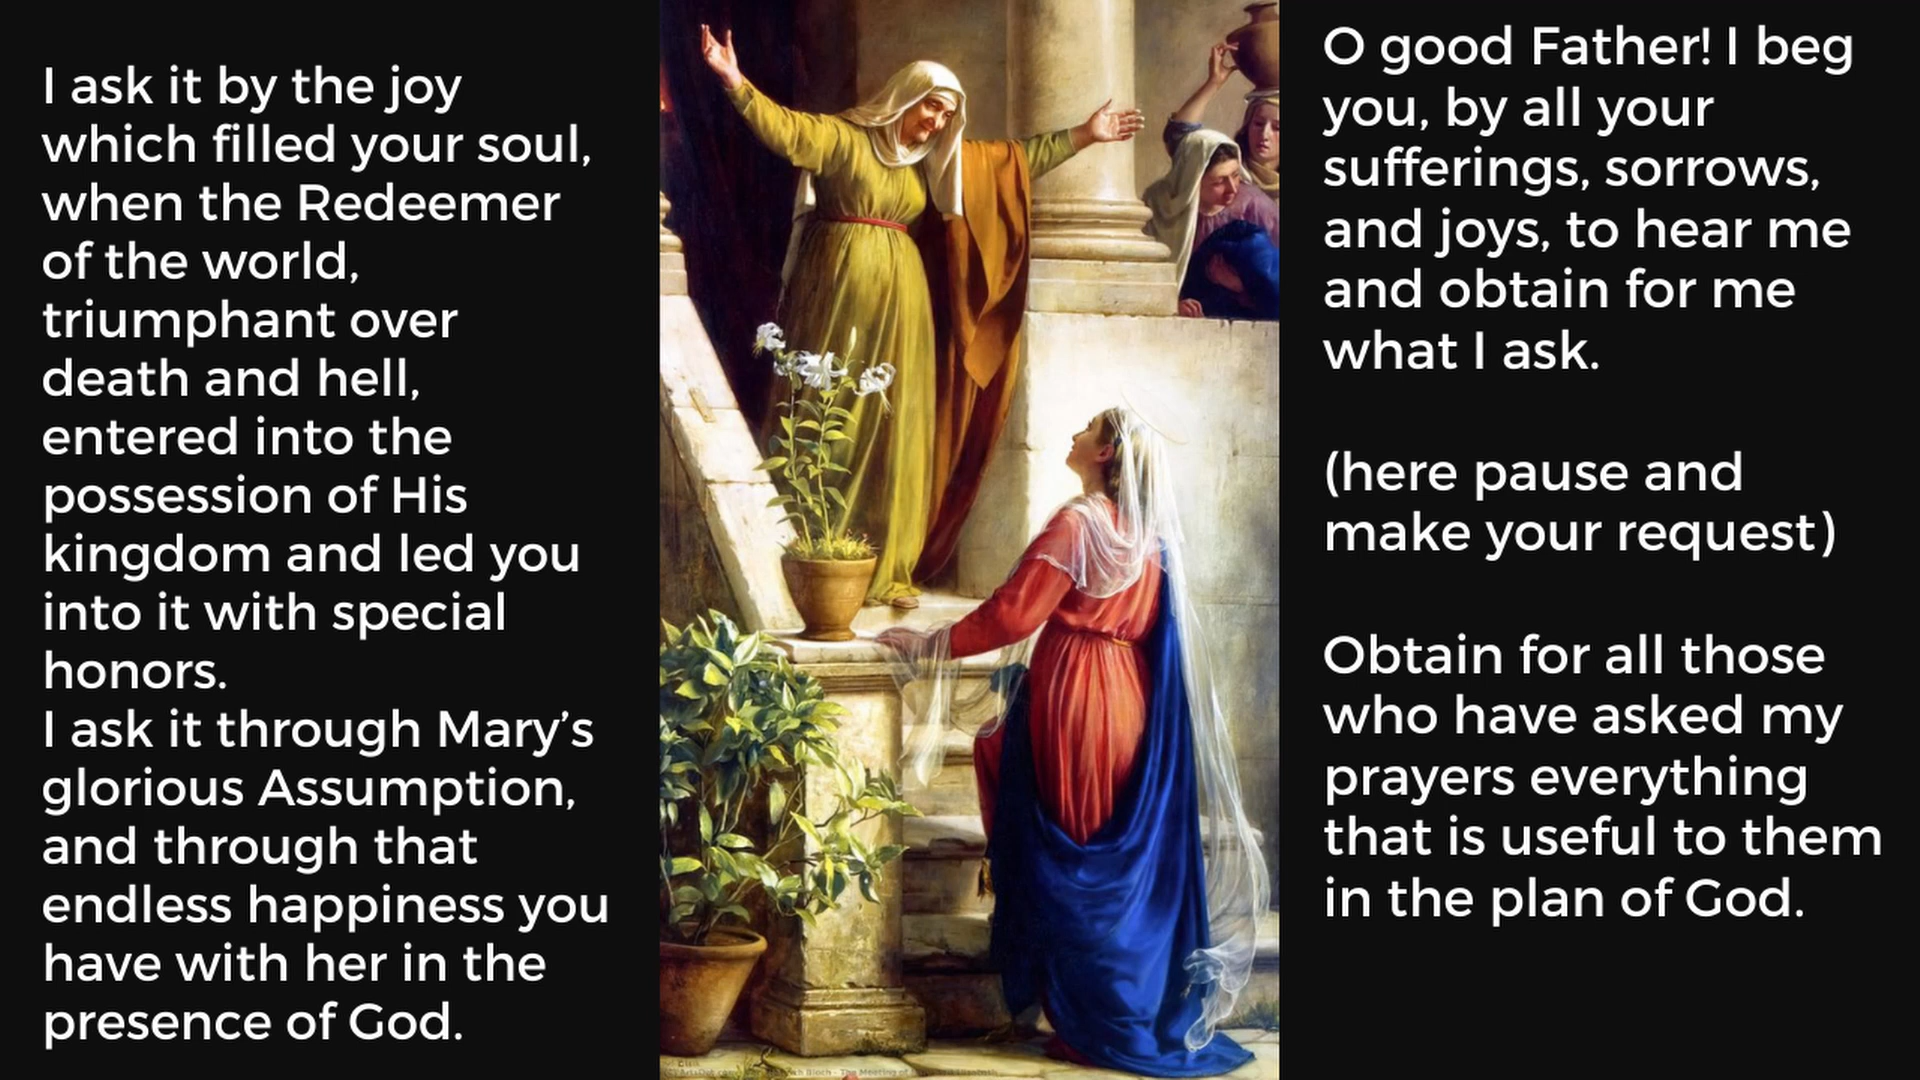 I ask it by the joy
which filled your soul,
when the Redeemer
of the world,
triumphant over
death and hell,
entered into the
possession of His
kingdom and led you
into it with special
honors.
I ask it through Mary’s
glorious Assumption,
and through that
endless happiness you
have with her in the
presence of God.
O good Father! I beg
you, by all your
sufferings, sorrows,
and joys, to hear me
and obtain for me
what I ask.
(here pause and
make your request)
Obtain for all those
who have asked my
prayers everything
that is useful to them
in the plan of God.
Bloch - The Meeting of